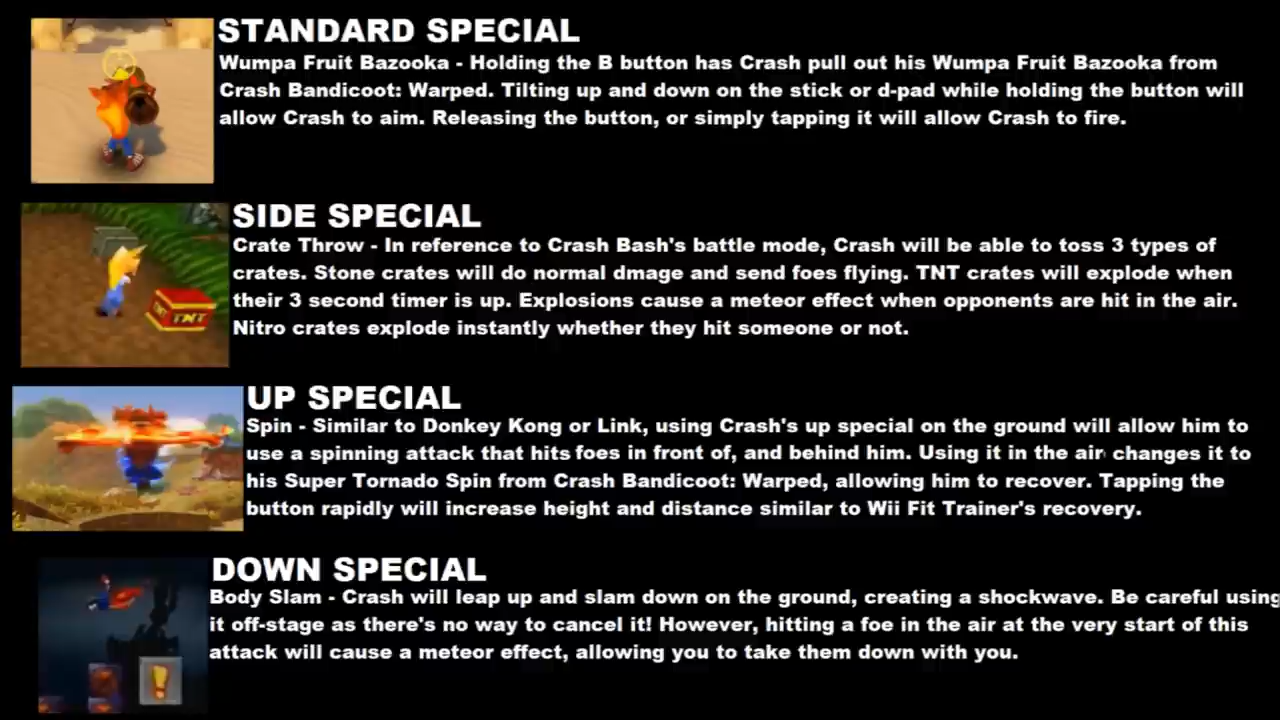 STANDARD SPECIAL
Wumpa Fruit Bazooka - Holding the B button has Crash pull out his Wumpa Fruit Bazooka from
Crash Bandicoot: Warped. Tilting up and down on the stick or d-pad while holding the button will
allow Crash to aim. Releasing the button, or simply tapping it will allow Crash to fire.
SIDE SPECIAL
Crate Throw - In reference to Crash Bash's battle mode, Crash will be able to toss 3 types of
crates. Stone crates will do normal dmage and send foes flying. TNT crates will explode when
their 3 second timer is up. Explosions cause a meteor effect when opponents are hit in the air.
Nitro crates explode instantly whether they hit someone or not.
TNT TNT
UP SPECIAL
Spin - Similar to Donkey Kong or Link, using Crash's up special on the ground will allow him to
use a spinning attack that hits foes in front of, and behind him. Using it in the air changes it to
his Super Tornado Spin from Crash Bandicoot: Warped, allowing him to recover. Tapping the
button rapidly will increase height and distance similar to Wii Fit Trainer's recovery.
DOWN SPECIAL
Body Slam - Crash will leap up and slam down on the ground, creating a shockwave. Be careful using
it off-stage as there's no way to cancel it! However, hitting a foe in the air at the very start of this
attack will cause a meteor effect, allowing you to take them down with you.
!